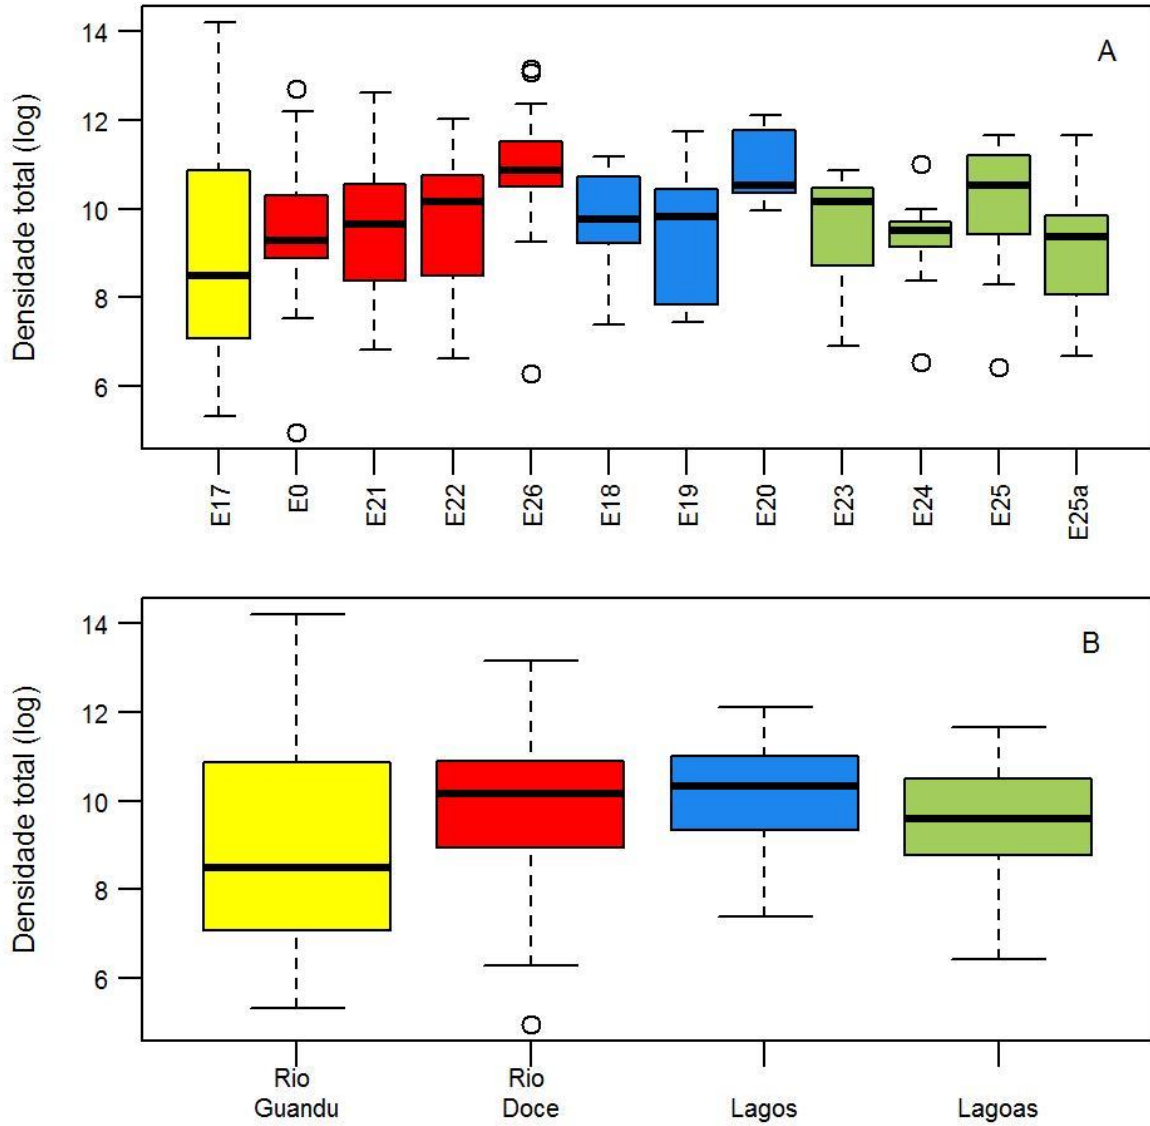 A
Densidade total (log)
14
12
10
8
6
E17
E0
E21
E22
E26
E18
E19
E20
E23
E24
E25
E25a
B
Densidade total (log)
14
12
10
8
6
Rio
Guandu
Rio
Doce
Lagos
Lagoas